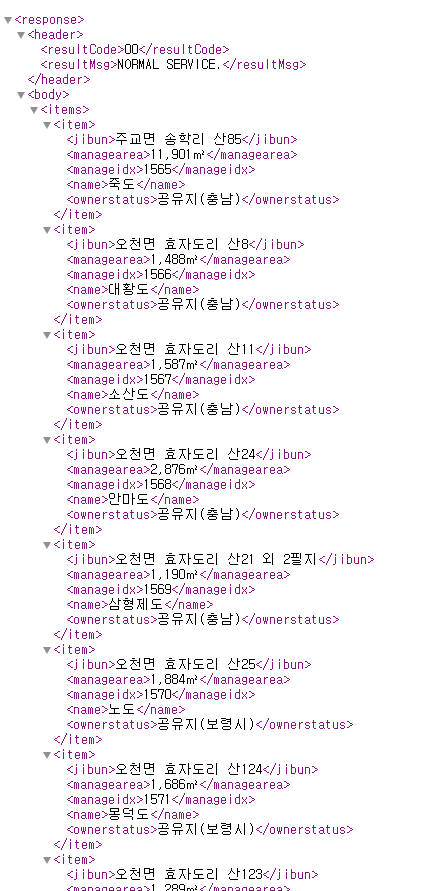 ▼<response>
▼<header>
<resultCode>00</resultCode>
<resultMsg>NORMAL SERVICE.</resultMsg>
</header>
▼<body>
▼<items>
▼<item>
<jibun>주교면 송학리 산85</jibun>
<managearea>11,901㎡</managearea>
<manageidx>1565</manageidx>
<name>죽도</name>
<ownerstatus>공유지(충남)</ownerstatus>
</item>
▼<item>
<jibun>오천면 효자도리 산8</jibun>
<managearea>1,488㎡</managearea>
<manageidx>1566</manageidx>
<name>대황도</name>
<ownerstatus>공유지(충남)</ownerstatus>
</item>
▼<item>
<jibun>오천면 효자도리 산11</jibun>
<managearea>1,587㎡</managearea>
<manageidx>1567</manageidx>
<name>소산도</name>
<ownerstatus>공유지(충남)</ownerstatus>
</item>
▼<item>
<jibun>오천면 효자도리 산24</jibun>
<managearea>2,876㎡</managearea>
<manageidx>1568</manageidx>
<name>안마도</name>
<ownerstatus>공유지(충남)</ownerstatus>
</item>
▼<item>
<jibun>오천면 효자도리 산21 외 2필지</jibun>
<managearea>1,190㎡</managearea>
<manageidx>1569</manageidx>
<name>삼형제도</name>
<ownerstatus>공유지(충남)</ownerstatus>
</item>
▼<item>
<jibun>오천면 효자도리 산25</jibun>
<managearea>1,884㎡</managearea>
<manageidx>1570</manageidx>
<name>노도</name>
<ownerstatus>공유지(보령시)</ownerstatus>
</item>
▼<item>
<jibun>오천면 효자도리 산124</jibun>
<managearea>1,686㎡</managearea>
<manageidx>1571</manageidx>
<name>몽덕도</name>
<ownerstatus>공유지(보령시)</ownerstatus>
</item>
▼<item>
<jibun>오천면 효자도리 산123</jibun>
<managearea>1,289㎡</managearea>